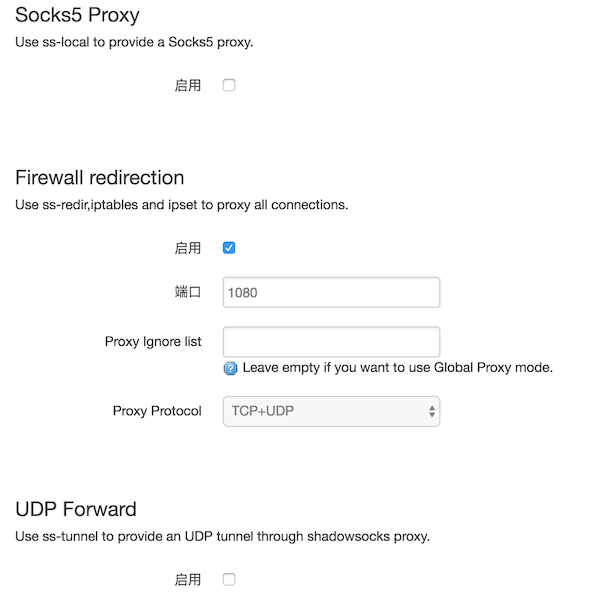 Socks5 Proxy
Use ss-local to provide a Socks5 proxy.
启用
Firewall redirection
Use ss-redir,iptables and ipset to proxy all connections.
启用
端口 1080
Proxy Ignore list
Leave empty if you want to use Global Proxy mode.
Proxy Protocol TCP+UDP
UDP Forward
Use ss-tunnel to provide an UDP tunnel through shadowsocks proxy.
启用